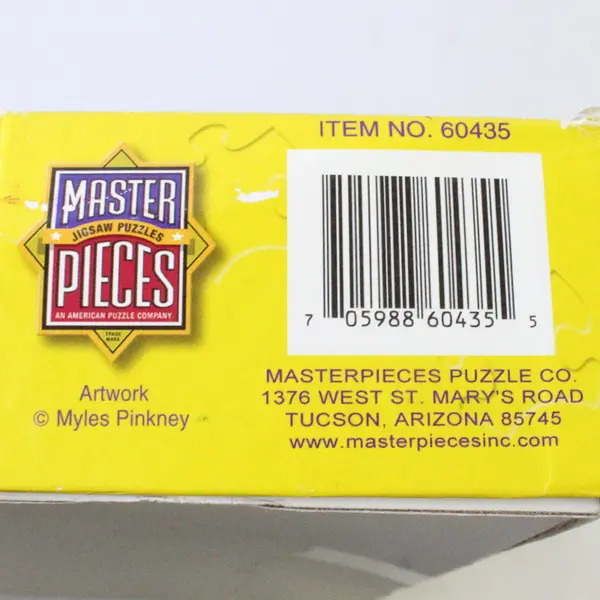 ITEM NO. 60435
MASTER
JIGSAW PUZZLES
PIECES
AN AMERICAN PUZZLE COMPANY
TRADE
MARK
Artwork
© Myles Pinkney
7 05988 60435 5
MASTERPIECES PUZZLE CO.
1376 WEST ST. MARY'S ROAD
TUCSON, ARIZONA 85745
www.masterpiecesinc.com